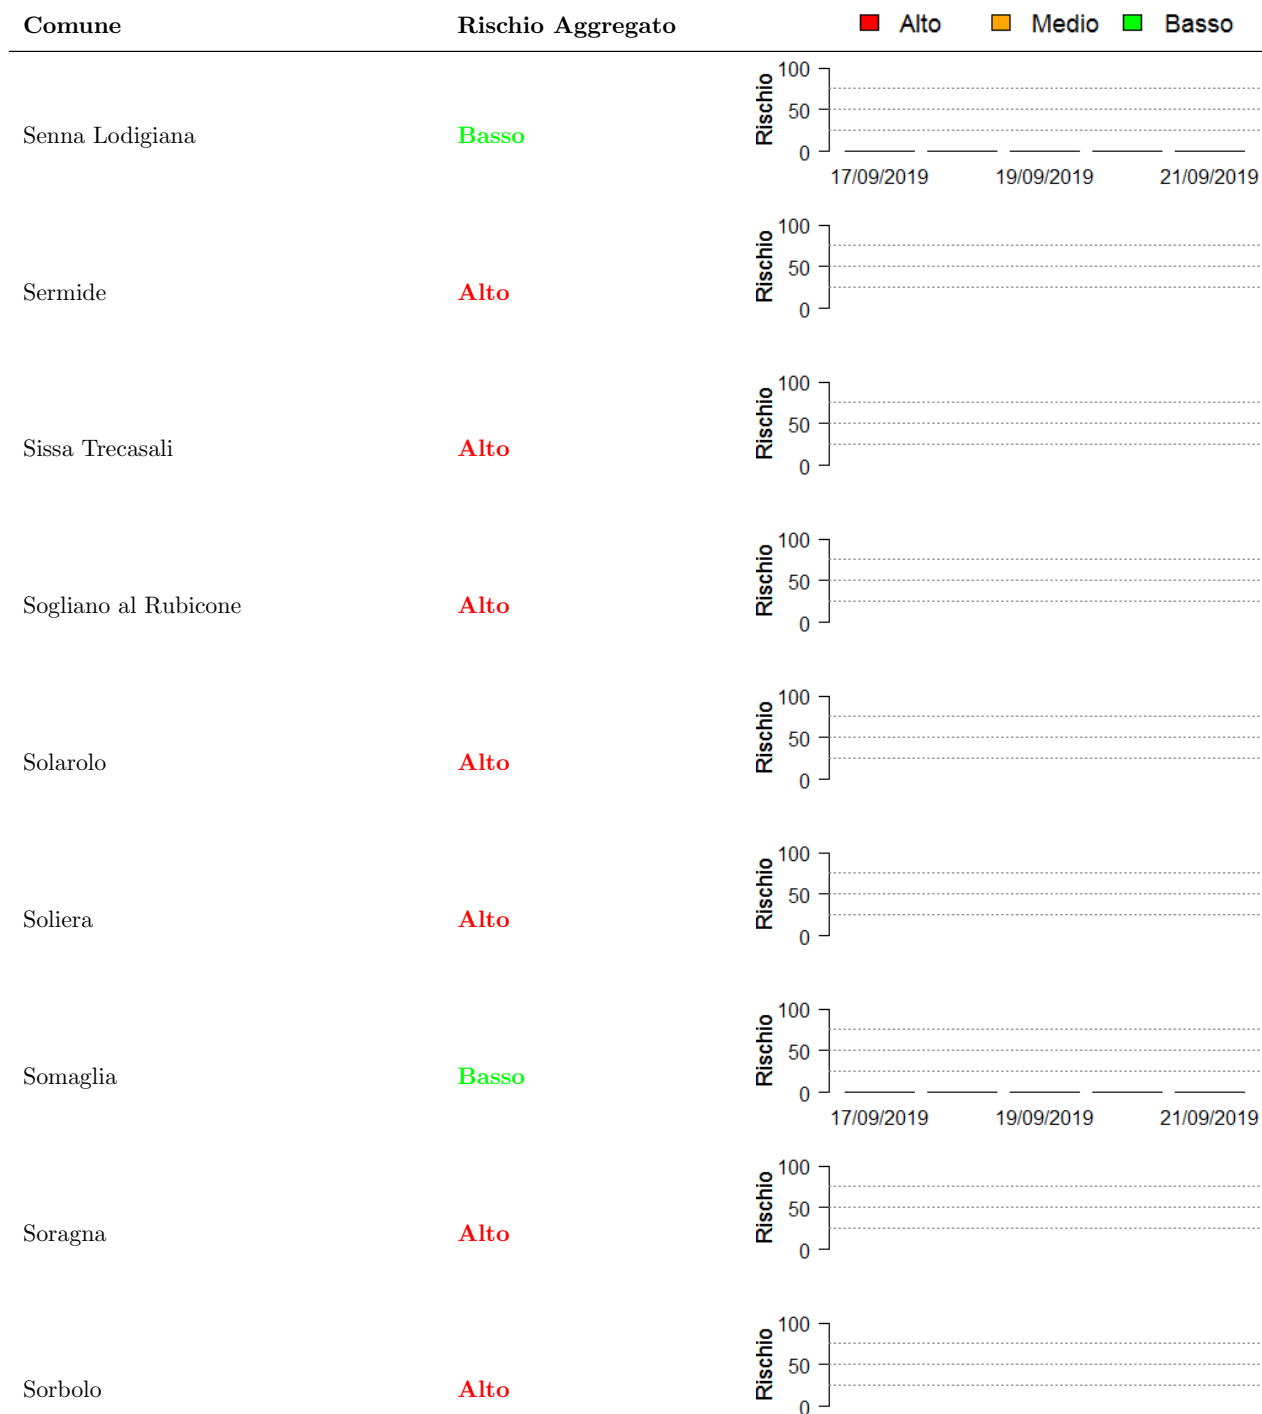 Comune Rischio Aggregato Alto Medio Basso
Senna Lodigiana Basso Rischio 100 50 0
17/09/2019 19/09/2019 21/09/2019
Sermide Alto Rischio 100 50 0
Sissa Trecasali Alto Rischio 100 50 0
Sogliano al Rubicone Alto Rischio 100 50 0
Solarolo Alto Rischio 100 50 0
Soliera Alto Rischio 100 50 0
Somaglia Basso Rischio 100 50 0
17/09/2019 19/09/2019 21/09/2019
Soragna Alto Rischio 100 50 0
Sorbolo Alto Rischio 100 50 0